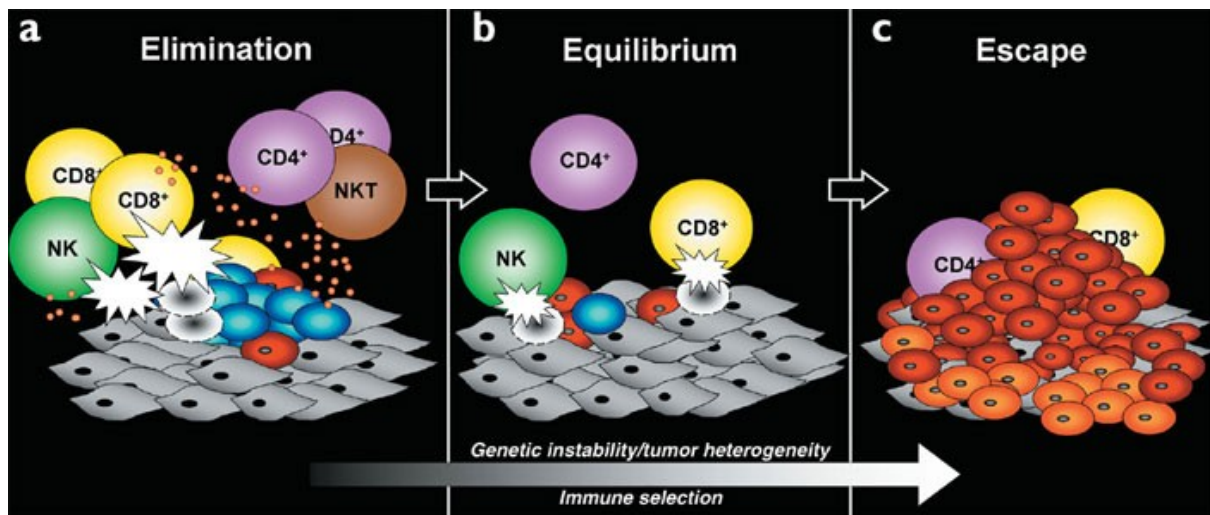 a
Elimination
CD8⁺
CD8⁺
NK
CD4⁺
D4⁺
NKT
b
Equilibrium
CD4⁺
NK
CD8⁺
c
Escape
CD4⁺
CD8⁺
Genetic instability/tumor heterogeneity
Immune selection